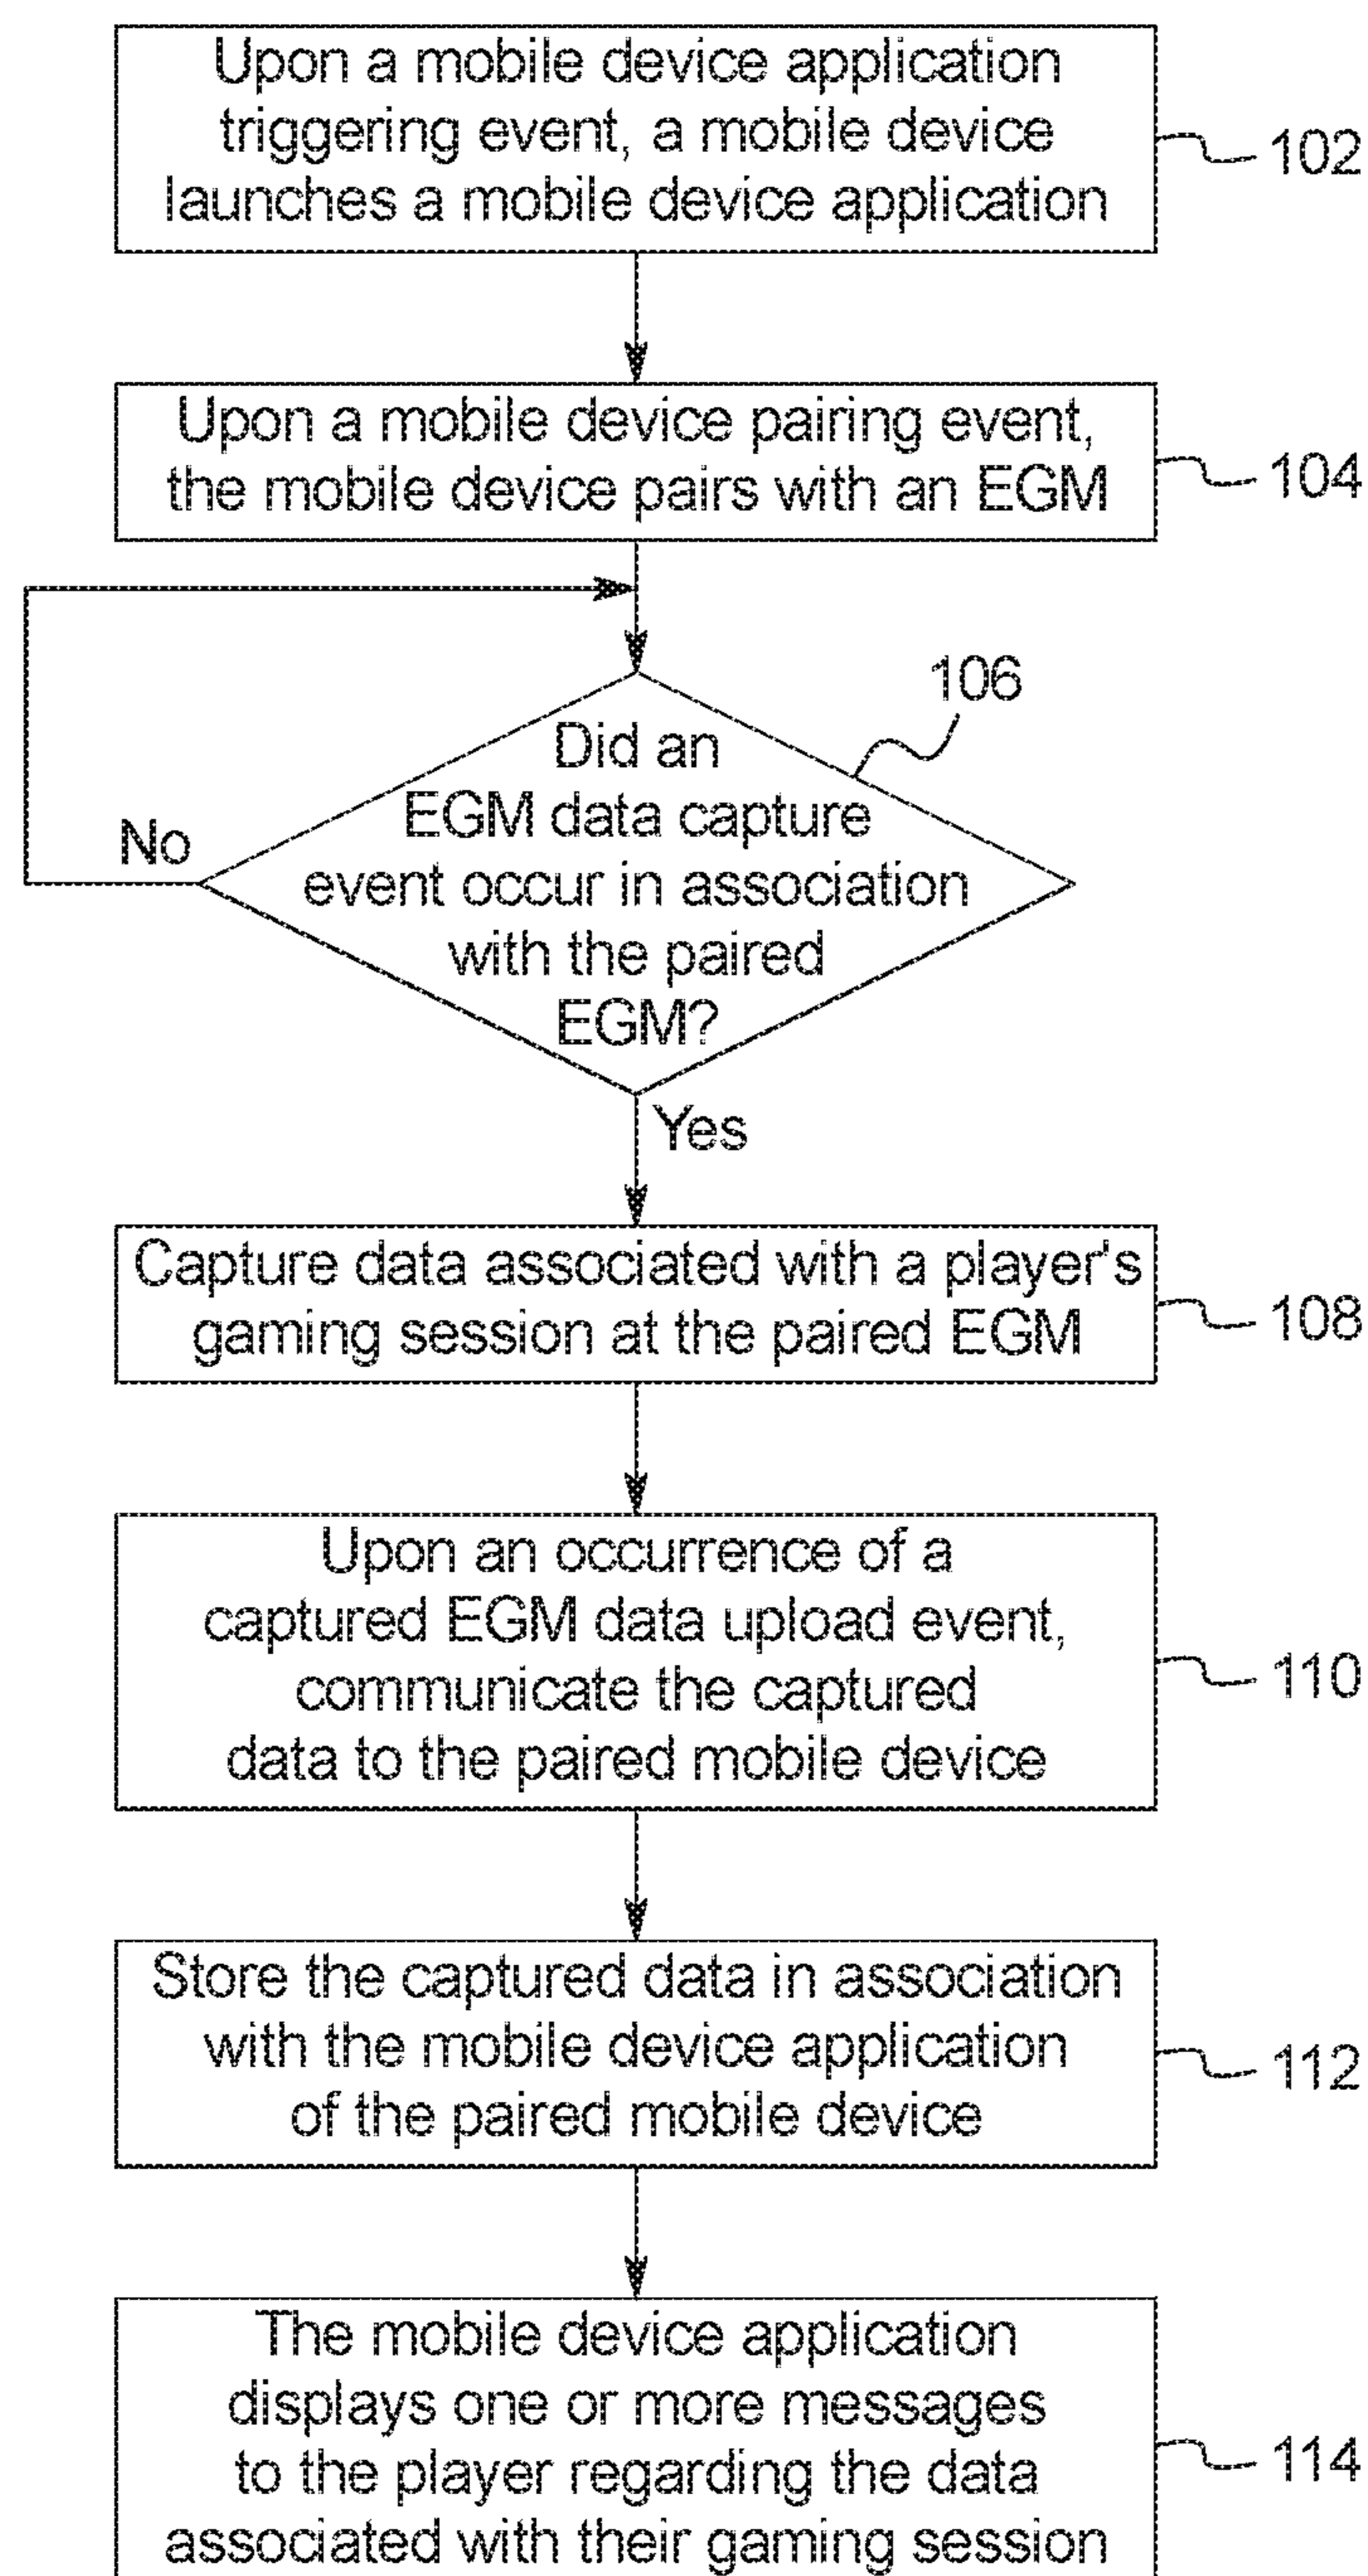 Upon a mobile device application
triggering event, a mobile device
launches a mobile device application
102
Upon a mobile device pairing event,
the mobile device pairs with an EGM
104
106
Did an
EGM data capture
event occur in association
with the paired
EGM?
No
Yes
Capture data associated with a player's
gaming session at the paired EGM
108
Upon an occurrence of a
captured EGM data upload event,
communicate the captured
data to the paired mobile device
110
Store the captured data in association
with the mobile device application
of the paired mobile device
112
The mobile device application
displays one or more messages
to the player regarding the data
associated with their gaming session
114